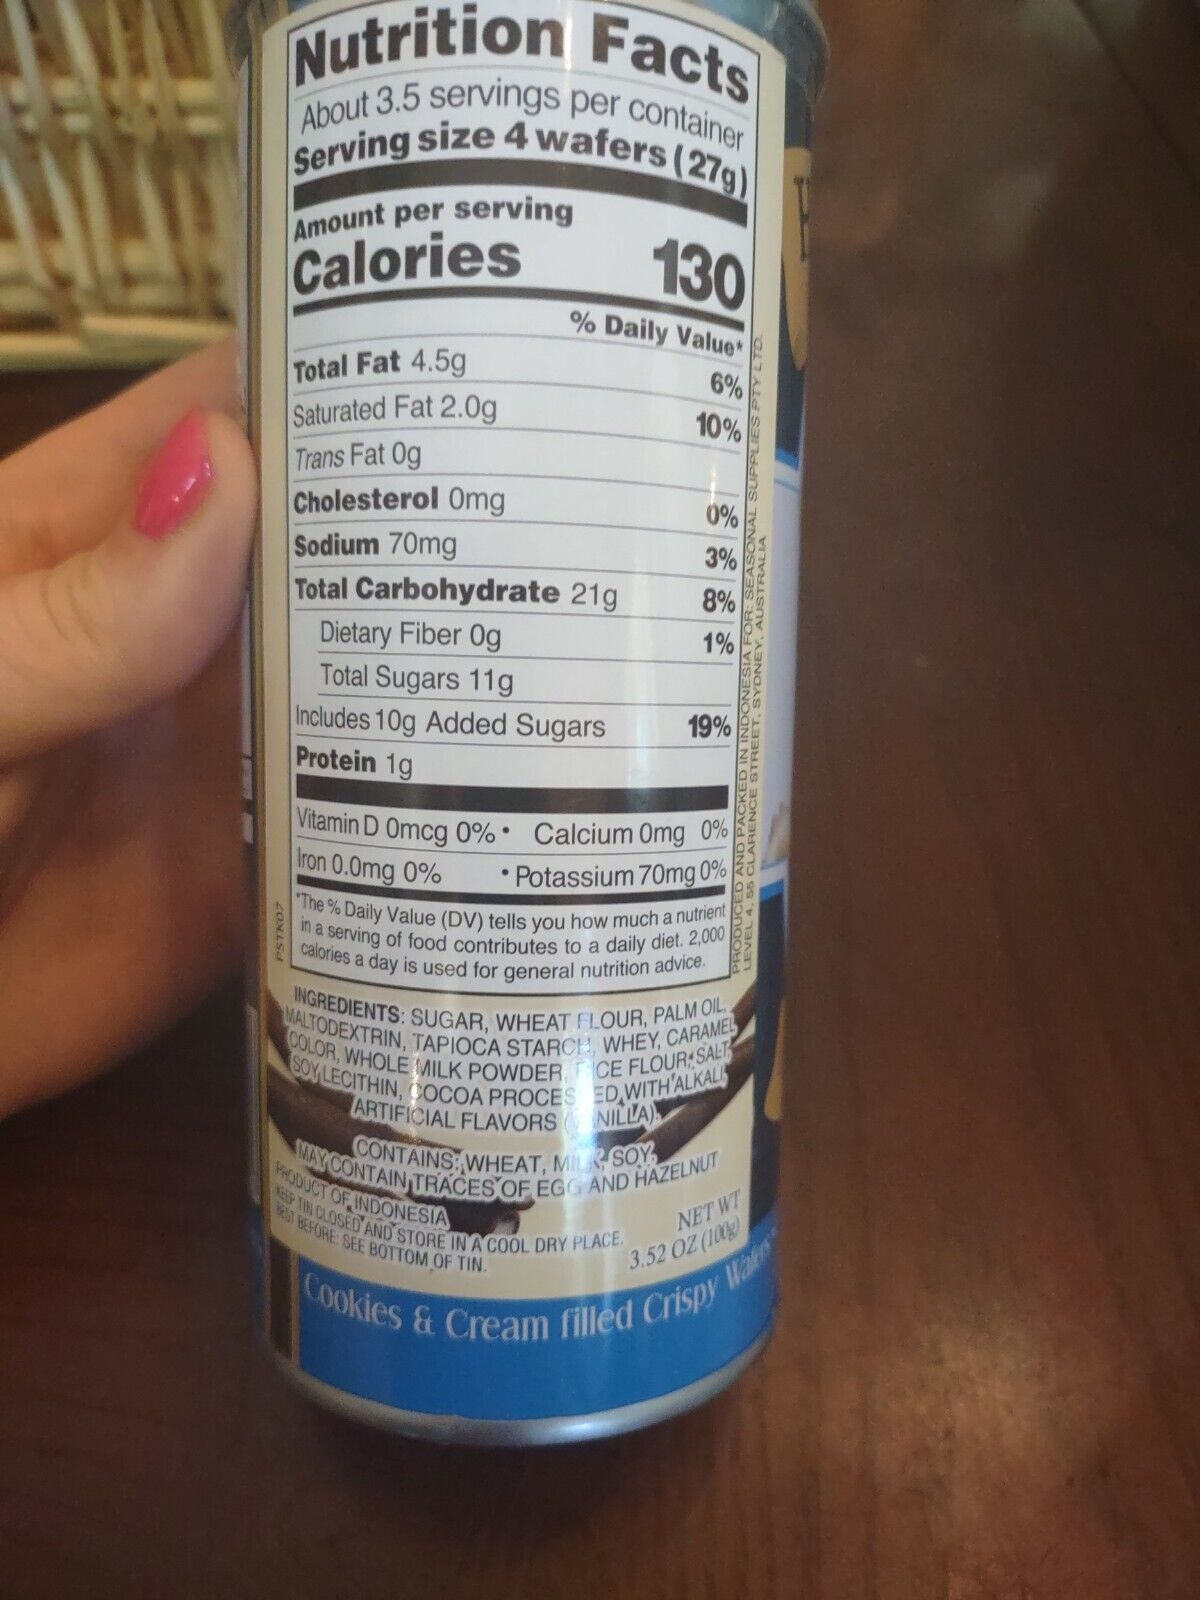 Nutrition Facts
About 3.5 servings per container
Serving size 4 wafers (27g)
Amount per serving
Calories 130
% Daily Value*
Total Fat 4.5g 6%
Saturated Fat 2.0g 10%
Trans Fat 0g
Cholesterol 0mg 0%
Sodium 70mg 3%
Total Carbohydrate 21g 8%
Dietary Fiber 0g 1%
Total Sugars 11g
Includes 10g Added Sugars 19%
Protein 1g
Vitamin D 0mcg 0% • Calcium 0mg 0%
Iron 0.0mg 0% • Potassium 70mg 0%
*The % Daily Value (DV) tells you how much a nutrient
in a serving of food contributes to a daily diet. 2,000
calories a day is used for general nutrition advice.
PSTK07
PRODUCED AND PACKED IN INDONESIA FOR: SEASONAL SUPPLIES PTY LTD.
LEVEL 4, 55 CLARENCE STREET, SYDNEY, AUSTRALIA
INGREDIENTS: SUGAR, WHEAT FLOUR, PALM OIL,
MALTODEXTRIN, TAPIOCA STARCH, WHEY, CARAMEL
COLOR, WHOLE MILK POWDER, RICE FLOUR, SALT,
SOY LECITHIN, COCOA PROCESSED WITH ALKALI,
ARTIFICIAL FLAVORS (VANILLA).
CONTAINS: WHEAT, MILK, SOY.
MAY CONTAIN TRACES OF EGG AND HAZELNUT
PRODUCT OF INDONESIA
KEEP TIN CLOSED AND STORE IN A COOL DRY PLACE.
BEST BEFORE: SEE BOTTOM OF TIN.
NET WT
3.52 OZ (100g)
Cookies & Cream filled Crispy Wafers